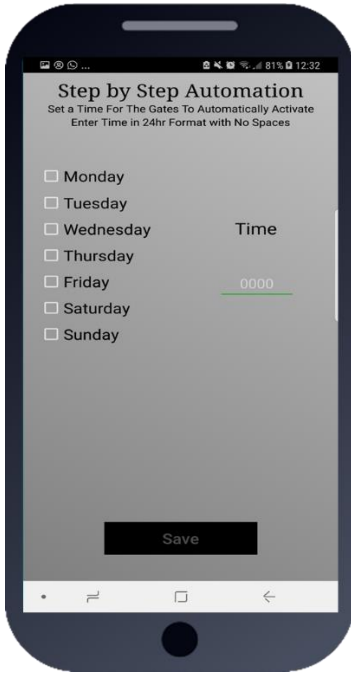 ... 81% 12:32
Step by Step Automation
Set a Time For The Gates To Automatically Activate
Enter Time in 24hr Format with No Spaces
Monday
Tuesday
Wednesday
Time
Thursday
Friday
0000
Saturday
Sunday
Save